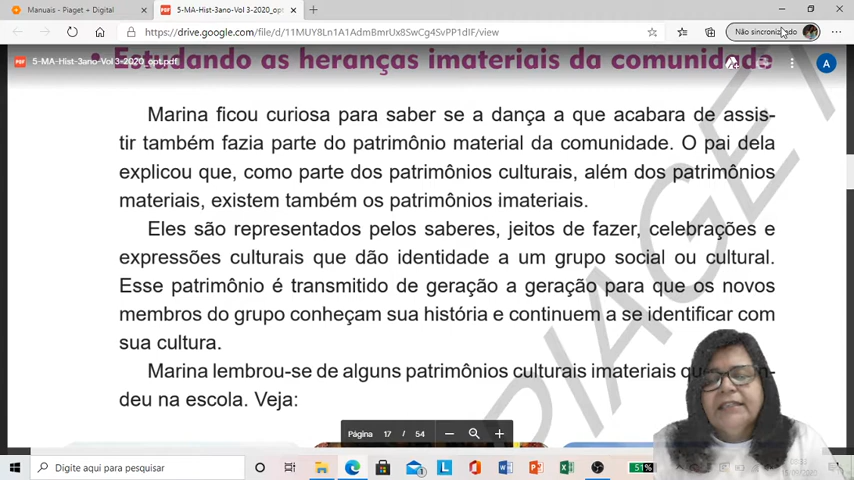 Manuais - Piaget + Digital
5-MA-Hist-3ano-Vol 3-2020_opt
https://drive.google.com/file/d/11MUY8Ln1A1AdmBmrUx8SwCg4SvPP1dIF/view
Não sincronizado
• Estudando as heranças imateriais da comunidade
PDF 5-MA-Hist-3ano-Vol 3-2020_opt.pdf
A
Marina ficou curiosa para saber se a dança a que acabara de assis-
tir também fazia parte do patrimônio material da comunidade. O pai dela
explicou que, como parte dos patrimônios culturais, além dos patrimônios
materiais, existem também os patrimônios imateriais.
Eles são representados pelos saberes, jeitos de fazer, celebrações e
expressões culturais que dão identidade a um grupo social ou cultural.
Esse patrimônio é transmitido de geração a geração para que os novos
membros do grupo conheçam sua história e continuem a se identificar com
sua cultura.
Marina lembrou-se de alguns patrimônios culturais imateriais que
deu na escola. Veja:
PIAGET
Página 17 / 54
Digite aqui para pesquisar
51%